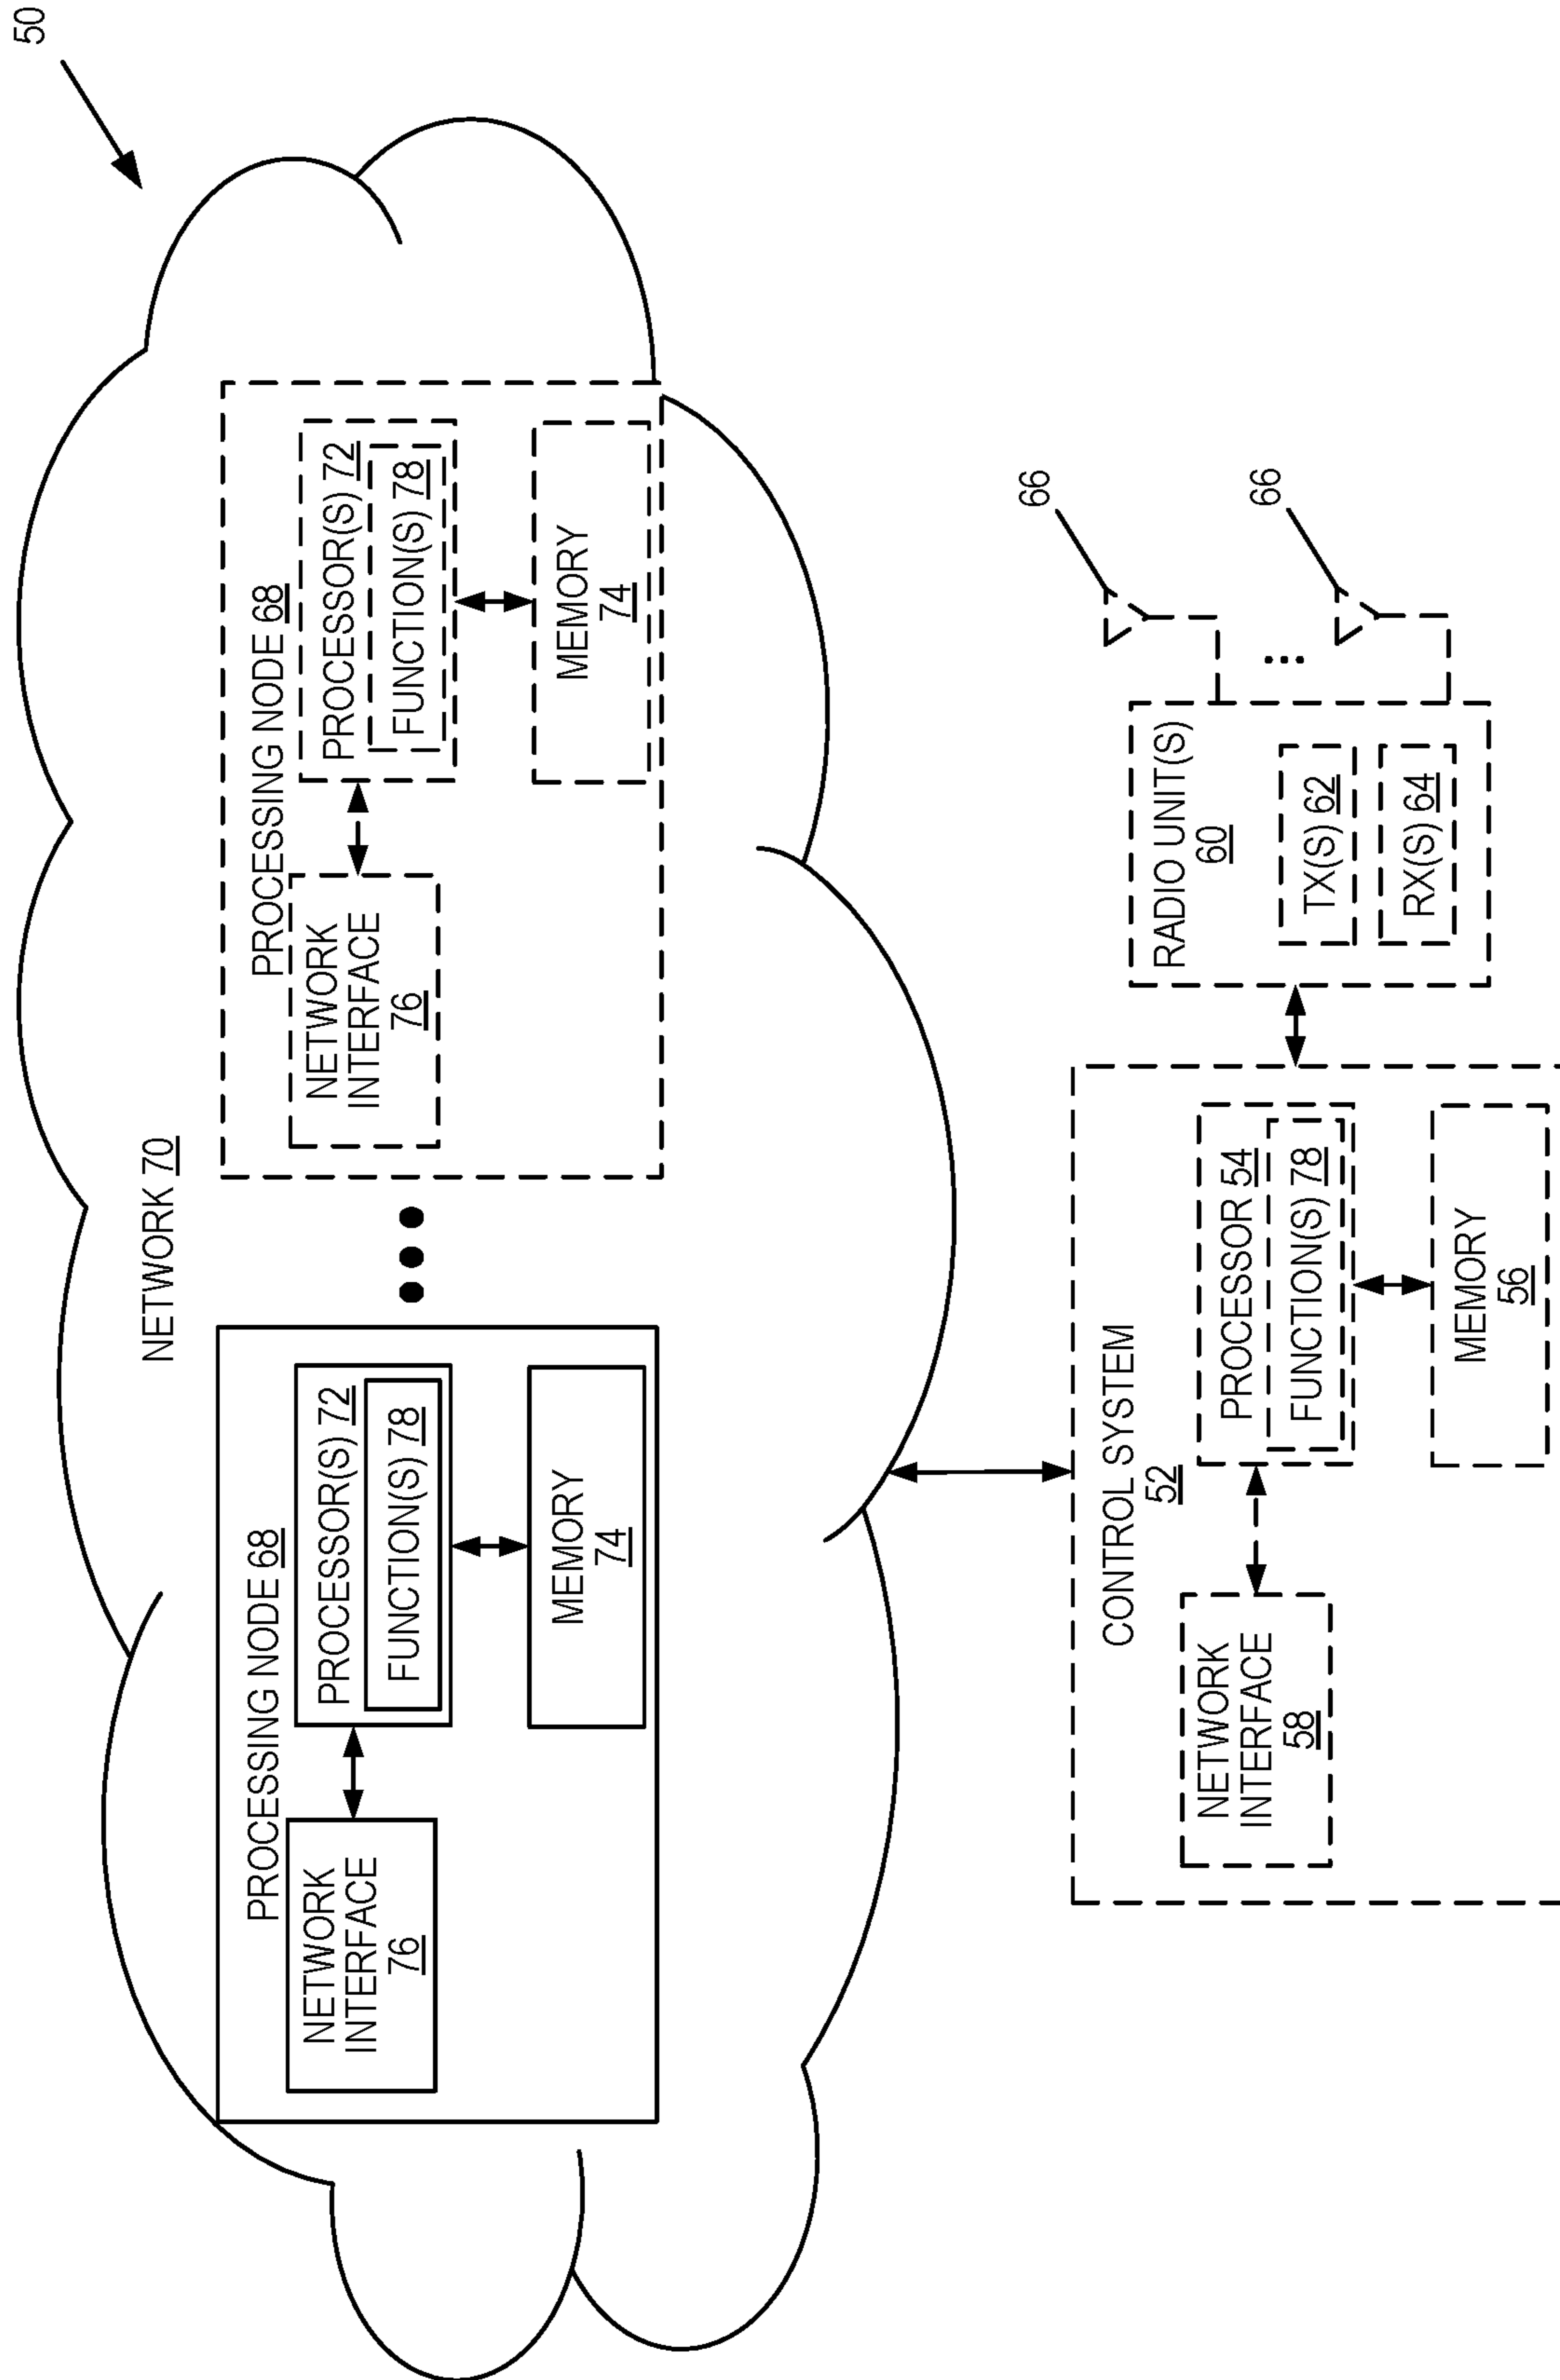 50
NETWORK 70
PROCESSING NODE 68
NETWORK
INTERFACE
76
PROCESSOR(S) 72
FUNCTION(S) 78
MEMORY
74
PROCESSING NODE 68
NETWORK
INTERFACE
76
PROCESSOR(S) 72
FUNCTION(S) 78
MEMORY
74
CONTROL SYSTEM
52
NETWORK
INTERFACE
58
PROCESSOR 54
FUNCTION(S) 78
MEMORY
56
RADIO UNIT(S)
60
TX(S) 62
RX(S) 64
66
66